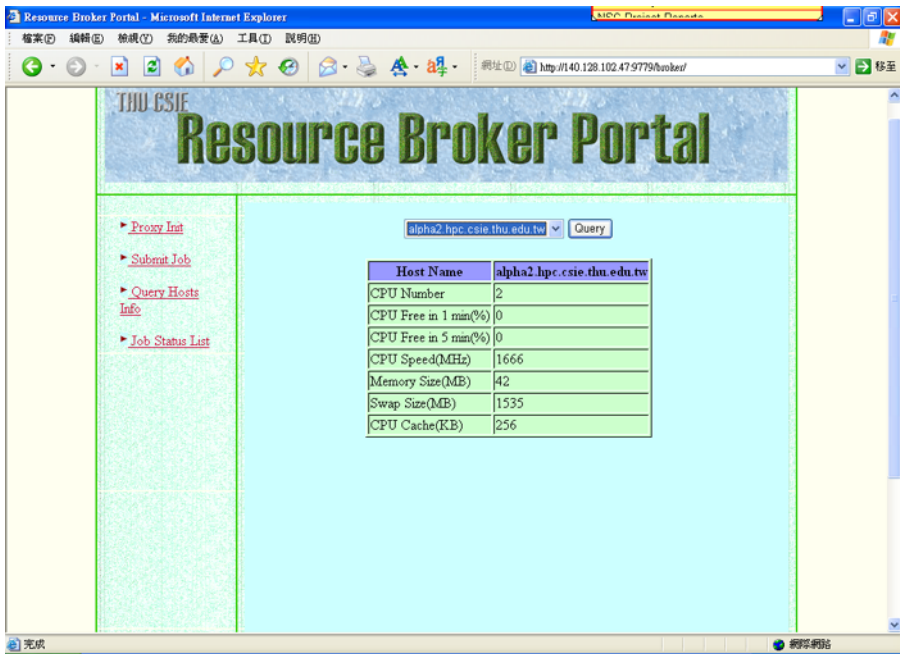 Resource Broker Portal - Microsoft Internet Explorer
NSC Project Reports
檔案(F) 編輯(E) 檢視(V) 我的最愛(A) 工具(T) 說明(H)
網址(D) http://140.128.102.47:9779/broker/ 移至
THU CSIE
Resource Broker Portal
Proxy Init
Submit Job
Query Hosts
Info
Job Status List
alpha2.hpc.csie.thu.edu.tw Query
Host Name alpha2.hpc.csie.thu.edu.tw
CPU Number 2
CPU Free in 1 min(%) 0
CPU Free in 5 min(%) 0
CPU Speed(MHz) 1666
Memory Size(MB) 42
Swap Size(MB) 1535
CPU Cache(KB) 256
完成 網際網路